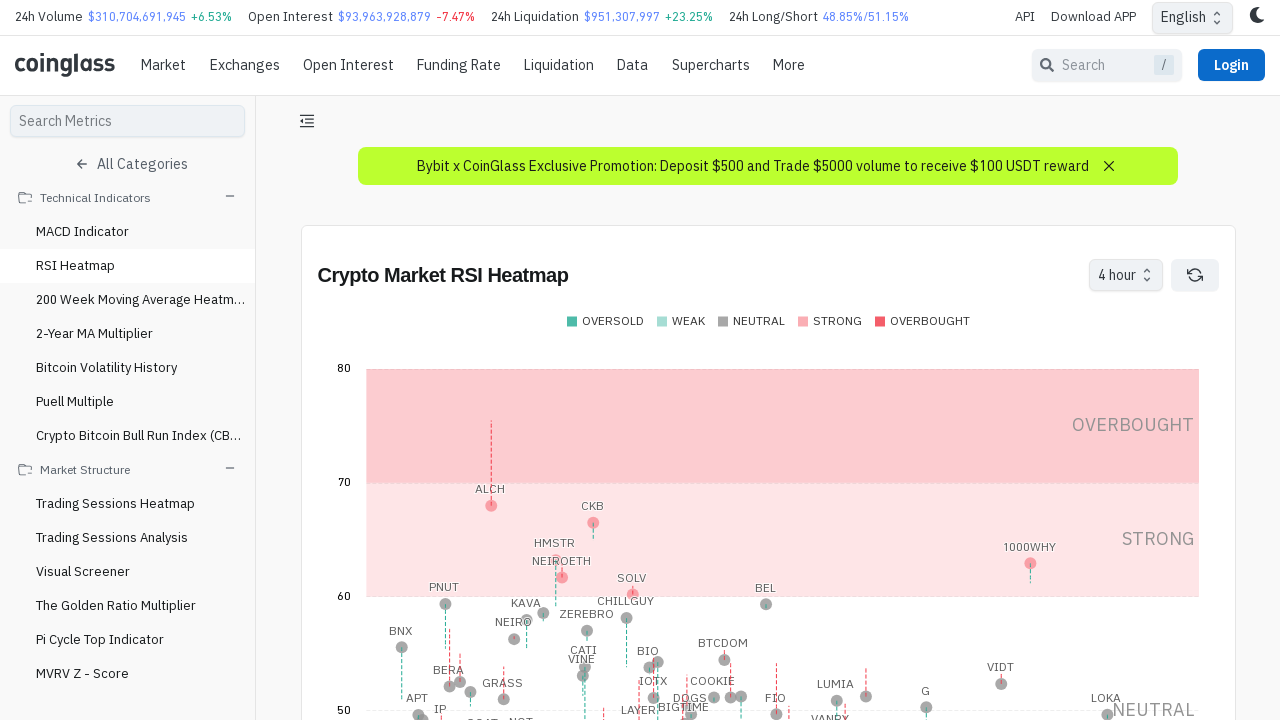 24h Volume $310,704,691,945 +6.53% Open Interest $93,963,928,879 -7.47% 24h Liquidation $951,307,997 +23.25% 24h Long/Short 48.85%/51.15% API Download APP English
coinglass Market Exchanges Open Interest Funding Rate Liquidation Data Supercharts More Search / Login
Search Metrics
All Categories
Technical Indicators
MACD Indicator
RSI Heatmap
200 Week Moving Average Heatm...
2-Year MA Multiplier
Bitcoin Volatility History
Puell Multiple
Crypto Bitcoin Bull Run Index (CB...
Market Structure
Trading Sessions Heatmap
Trading Sessions Analysis
Visual Screener
The Golden Ratio Multiplier
Pi Cycle Top Indicator
MVRV Z - Score
Bybit x CoinGlass Exclusive Promotion: Deposit $500 and Trade $5000 volume to receive $100 USDT reward
Crypto Market RSI Heatmap
4 hour
OVERSOLD WEAK NEUTRAL STRONG OVERBOUGHT
80
OVERBOUGHT
70
ALCH
CKB
STRONG
HMSTR
1000WHY
NEIROETH
SOLV
PNUT
BEL
60
KAVA
CHILLGUY
NEIRO
ZEREBRO
BNX
BTCDOM
CATI
BIO
VINE
VIDT
BERA
GRASS
IOTX
COOKIE
LUMIA
APT
DOGS
FIO
G
LOKA
50
IP
LAYER
BIGTIME
NEUTRAL
VANRY